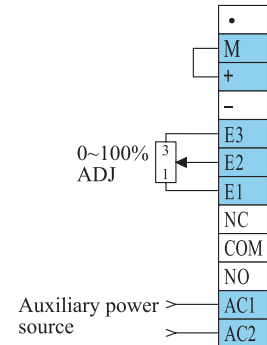 •
M
+
−
E3
0~100% 3
E2
ADJ 1
E1
NC
COM
NO
Auxiliary power AC1
source AC2